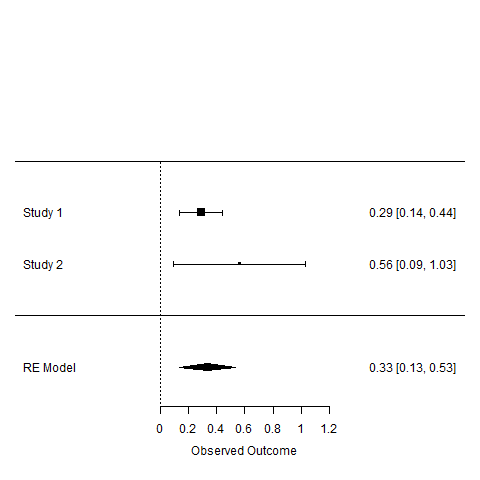 Study 1 0.29 [0.14, 0.44]
Study 2 0.56 [0.09, 1.03]
RE Model 0.33 [0.13, 0.53]
0 0.2 0.4 0.6 0.8 1 1.2
Observed Outcome